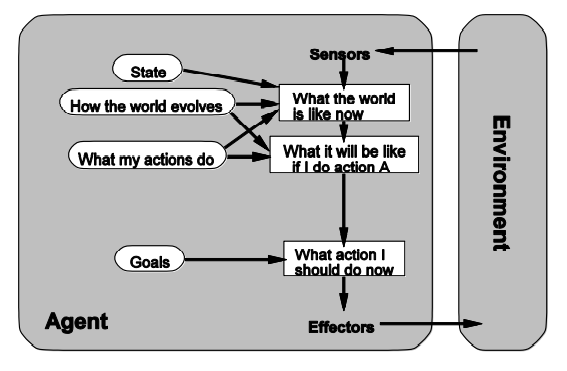 Sensors
State
How the world evolves
What the world
is like now
What my actions do
What it will be like
if I do action A
Goals
What action I
should do now
Agent
Effectors
Environment